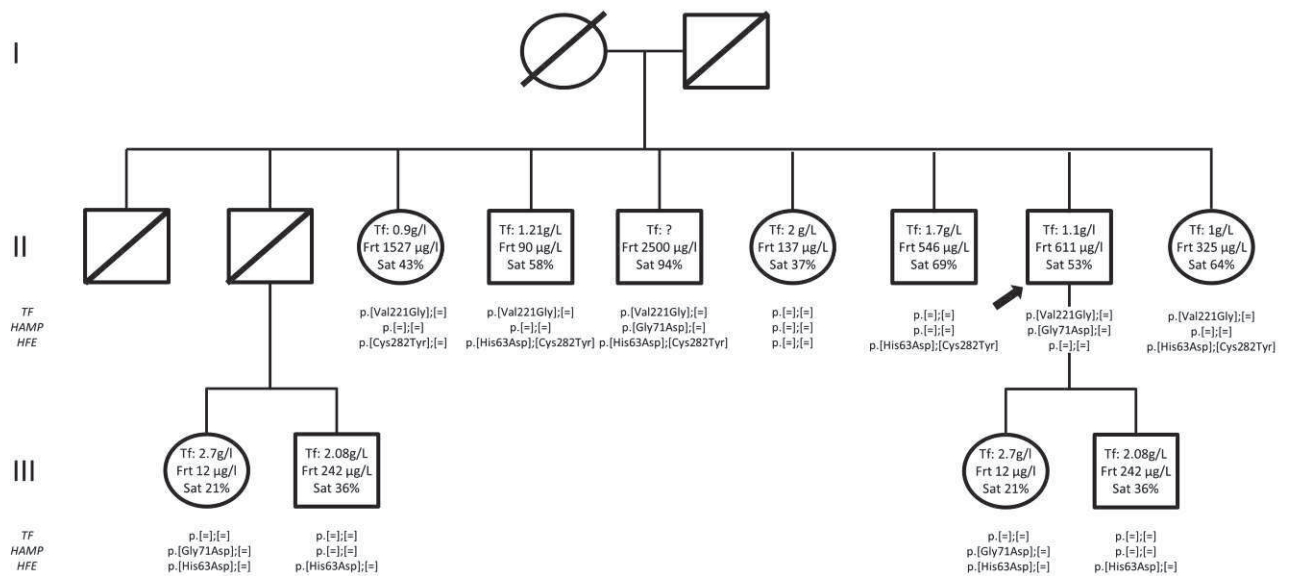 I
II
Tf: 0.9g/l
Frt 1527 µg/l
Sat 43%
Tf: 1.21g/L
Frt 90 µg/L
Sat 58%
Tf: ?
Frt 2500 µg/l
Sat 94%
Tf: 2 g/L
Frt 137 µg/L
Sat 37%
Tf: 1.7g/L
Frt 546 µg/L
Sat 69%
Tf: 1.1g/l
Frt 611 µg/L
Sat 53%
Tf: 1g/L
Frt 325 µg/L
Sat 64%
TF
HAMP
HFE
p.[Val221Gly];[=]
p.[=];[=]
p.[Cys282Tyr];[=]
p.[Val221Gly];[=]
p.[=];[=]
p.[His63Asp];[Cys282Tyr]
p.[Val221Gly];[=]
p.[Gly71Asp];[=]
p.[His63Asp];[Cys282Tyr]
p.[=];[=]
p.[=];[=]
p.[=];[=]
p.[=];[=]
p.[=];[=]
p.[His63Asp];[Cys282Tyr]
p.[Val221Gly];[=]
p.[Gly71Asp];[=]
p.[=];[=]
p.[Val221Gly];[=]
p.[=];[=]
p.[His63Asp];[Cys282Tyr]
III
Tf: 2.7g/l
Frt 12 µg/l
Sat 21%
Tf: 2.08g/L
Frt 242 µg/L
Sat 36%
Tf: 2.7g/l
Frt 12 µg/l
Sat 21%
Tf: 2.08g/L
Frt 242 µg/L
Sat 36%
TF
HAMP
HFE
p.[=];[=]
p.[Gly71Asp];[=]
p.[His63Asp];[=]
p.[=];[=]
p.[=];[=]
p.[His63Asp];[=]
p.[=];[=]
p.[Gly71Asp];[=]
p.[His63Asp];[=]
p.[=];[=]
p.[=];[=]
p.[His63Asp];[=]